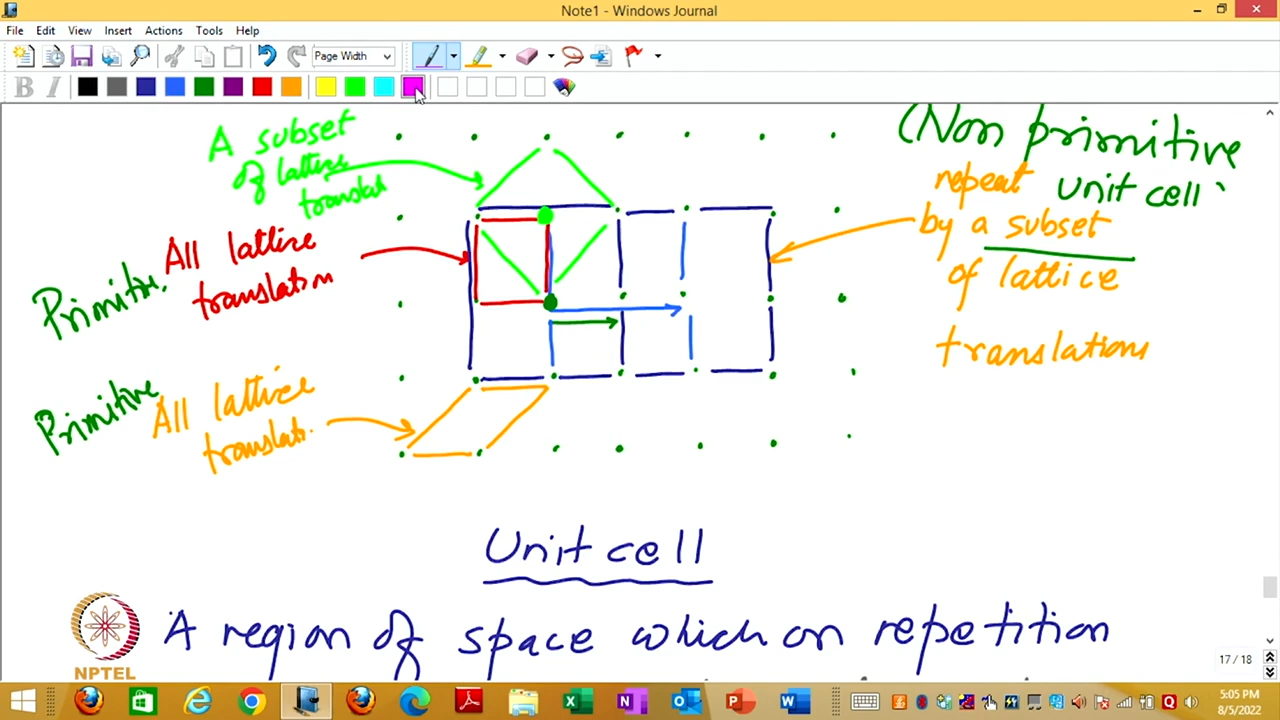 Note1 - Windows Journal
File Edit View Insert Actions Tools Help
Page Width
B I
A subset
of lattice
translat
(Non primitive
unit cell
repeat
by a subset
of lattice
translations
Primitive
All lattice
translation
Primitive
All lattice
translati.
Unit cell
A region of space which on repetition
NPTEL
17 / 18
5:05 PM
8/5/2022